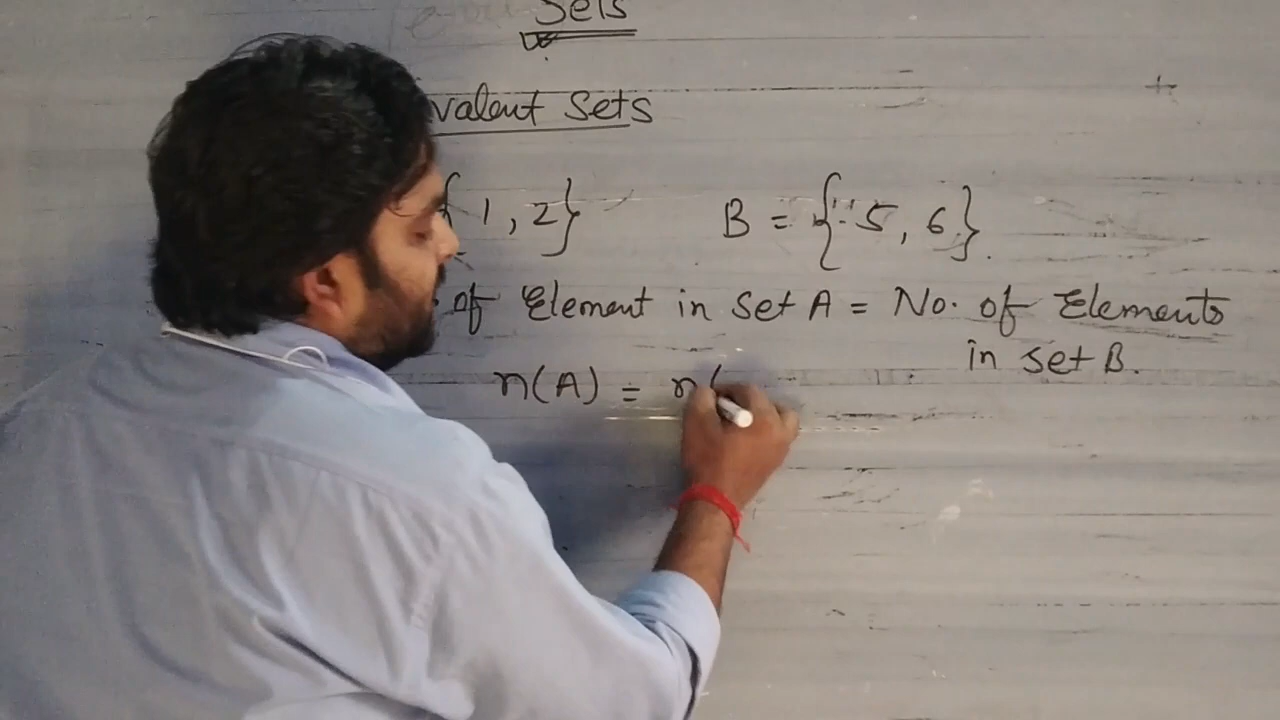 Sets
valent Sets
{1, 2} B = {5, 6}.
of Element in Set A = No. of Elements
in set B.
n(A) = n(